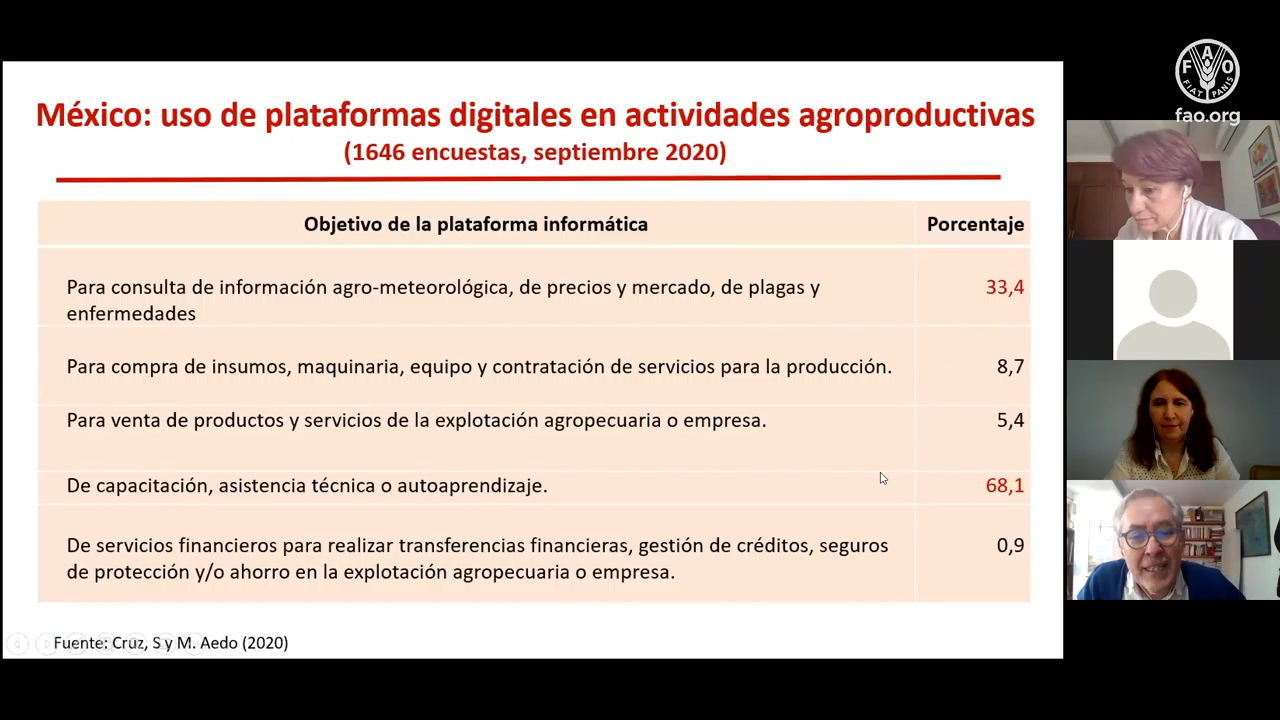 México: uso de plataformas digitales en actividades agroproductivas
(1646 encuestas, septiembre 2020)
Objetivo de la plataforma informática Porcentaje
Para consulta de información agro-meteorológica, de precios y mercado, de plagas y 33,4
enfermedades
Para compra de insumos, maquinaria, equipo y contratación de servicios para la producción. 8,7
Para venta de productos y servicios de la explotación agropecuaria o empresa. 5,4
De capacitación, asistencia técnica o autoaprendizaje. 68,1
De servicios financieros para realizar transferencias financieras, gestión de créditos, seguros 0,9
de protección y/o ahorro en la explotación agropecuaria o empresa.
Fuente: Cruz, S y M. Aedo (2020)
FAO
FIAT PANIS
fao.org